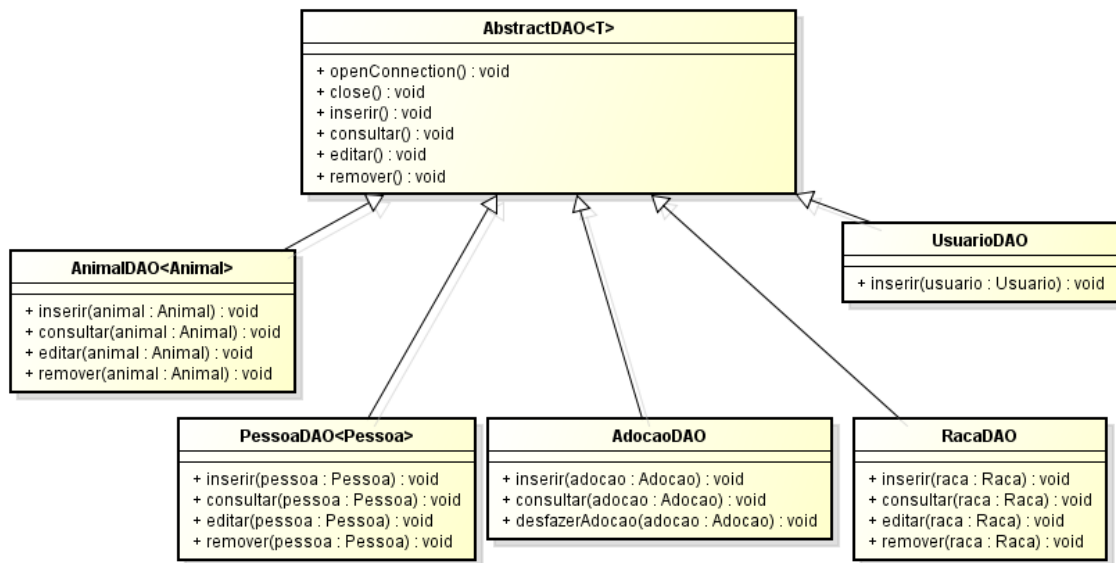 AbstractDAO<T>
+ openConnection() : void
+ close() : void
+ inserir() : void
+ consultar() : void
+ editar() : void
+ remover() : void
AnimalDAO<Animal>
+ inserir(animal : Animal) : void
+ consultar(animal : Animal) : void
+ editar(animal : Animal) : void
+ remover(animal : Animal) : void
UsuarioDAO
+ inserir(usuario : Usuario) : void
PessoaDAO<Pessoa>
+ inserir(pessoa : Pessoa) : void
+ consultar(pessoa : Pessoa) : void
+ editar(pessoa : Pessoa) : void
+ remover(pessoa : Pessoa) : void
AdocaoDAO
+ inserir(adocao : Adocao) : void
+ consultar(adocao : Adocao) : void
+ desfazerAdocao(adocao : Adocao) : void
RacaDAO
+ inserir(raca : Raca) : void
+ consultar(raca : Raca) : void
+ editar(raca : Raca) : void
+ remover(raca : Raca) : void